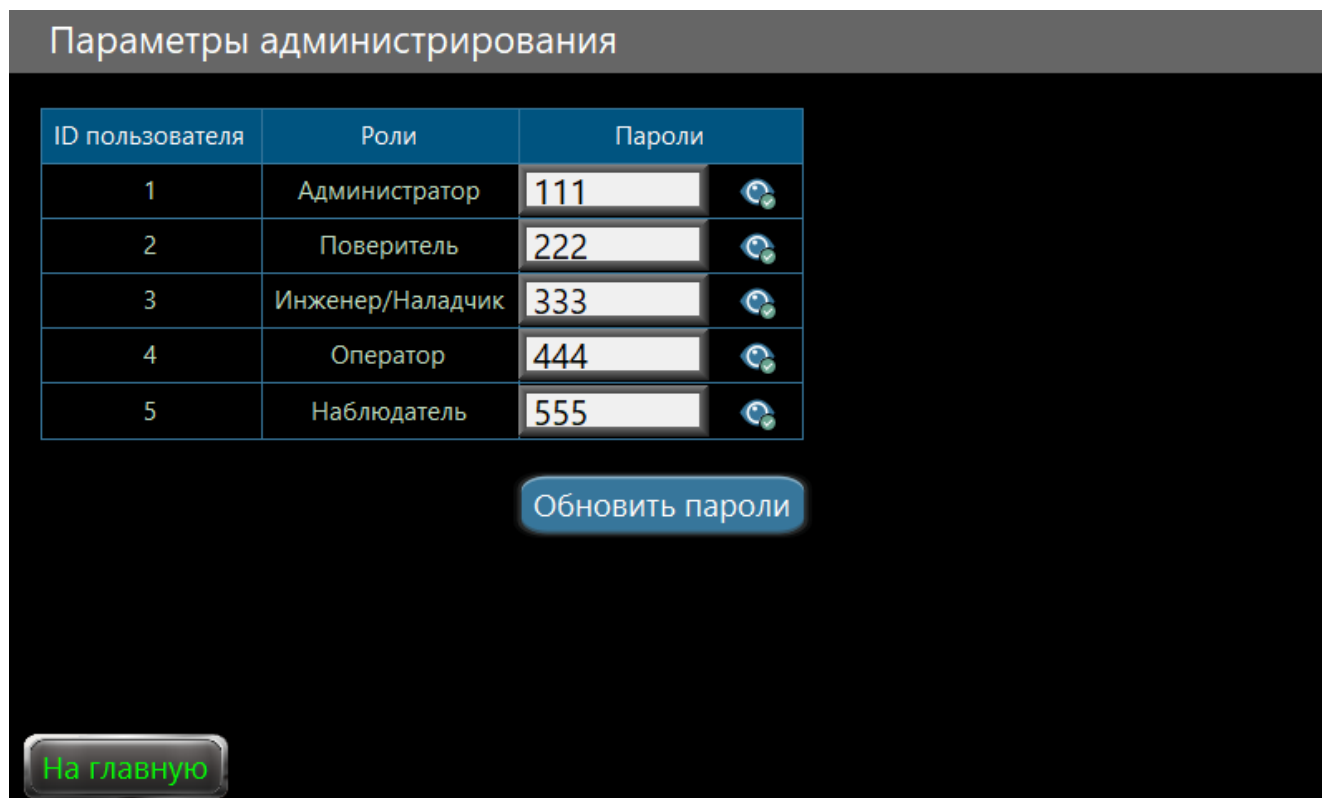 Параметры администрирования
ID пользователя Роли Пароли
1 Администратор 111
2 Поверитель 222
3 Инженер/Наладчик 333
4 Оператор 444
5 Наблюдатель 555
Обновить пароли
На главную